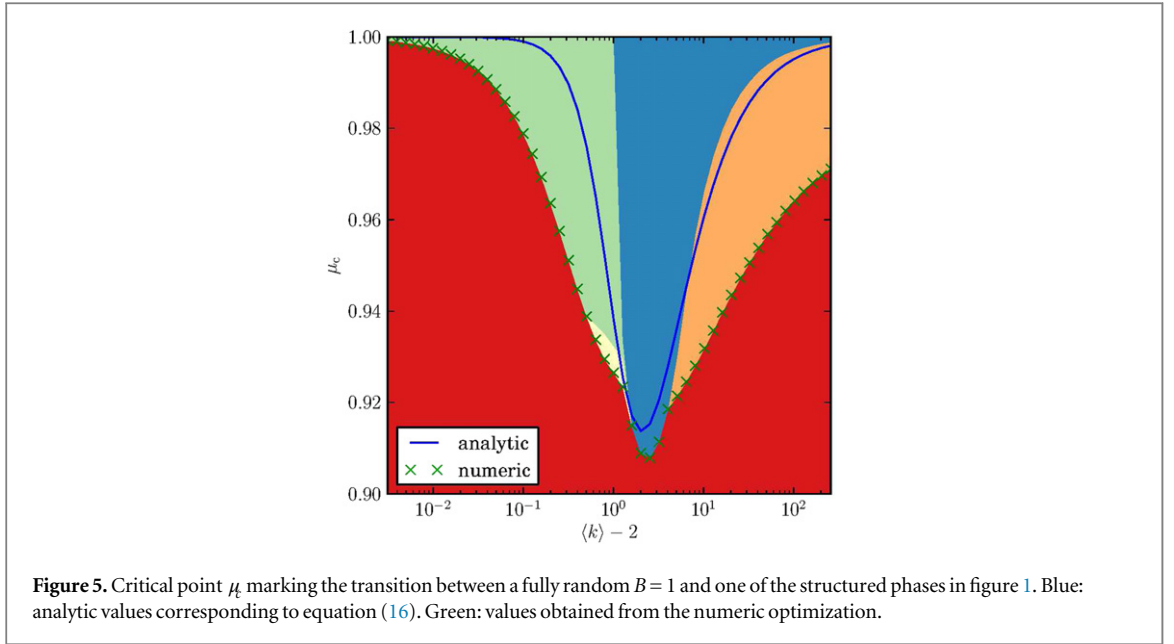 1.00
0.98
0.96
0.94
0.92
0.90
μ_c
analytic
numeric
10⁻² 10⁻¹ 10⁰ 10¹ 10²
⟨k⟩ − 2
Figure 5. Critical point μ_c marking the transition between a fully random B = 1 and one of the structured phases in figure 1. Blue:
analytic values corresponding to equation (16). Green: values obtained from the numeric optimization.